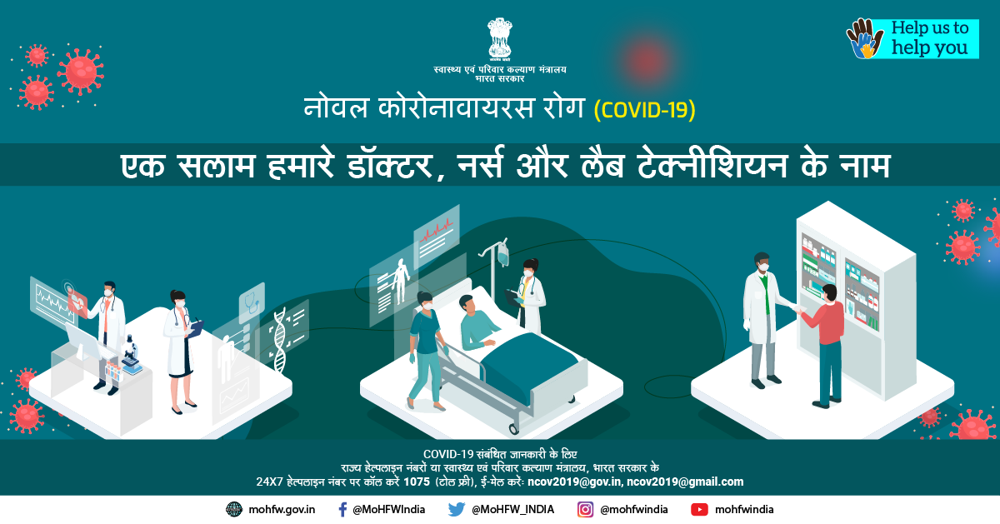 सत्यमेव जयते
स्वास्थ्य एवं परिवार कल्याण मंत्रालय
भारत सरकार
Help us to
help you
नोवल कोरोनावायरस रोग (COVID-19)
एक सलाम हमारे डॉक्टर, नर्स और लैब टेक्नीशियन के नाम
COVID-19 संबंधित जानकारी के लिए
राज्य हेल्पलाइन नंबरों या स्वास्थ्य एवं परिवार कल्याण मंत्रालय, भारत सरकार के
24X7 हेल्पलाइन नंबर पर कॉल करें 1075 (टोल फ्री), ई-मेल करें: ncov2019@gov.in, ncov2019@gmail.com
mohfw.gov.in @MoHFWIndia @MoHFW_INDIA @mohfwindia mohfwindia